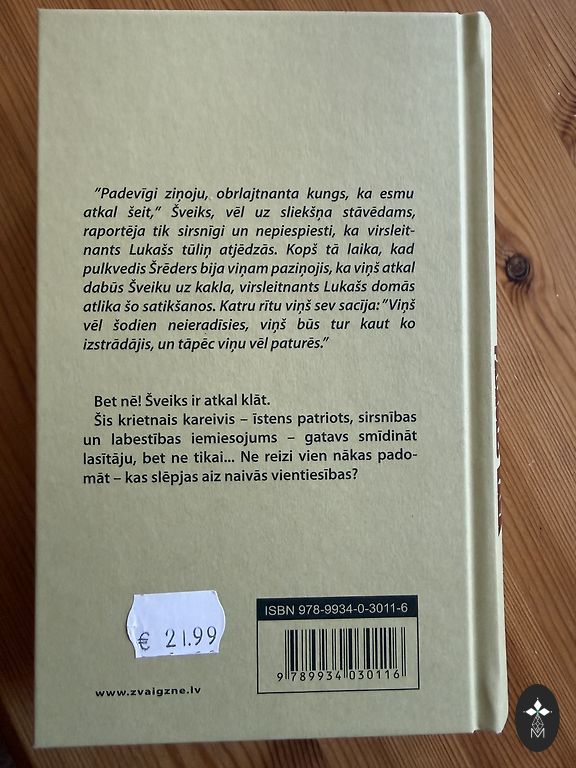 ”Padevīgi ziņoju, obrlajtnanta kungs, ka esmu
atkal šeit,” Šveiks, vēl uz sliekšņa stāvēdams,
raportēja tik sirsnīgi un nepiespiesti, ka virsleit-
nants Lukašs tūliņ atjēdzās. Kopš tā laika, kad
pulkvedis Šrēders bija viņam paziņojis, ka viņš atkal
dabūs Šveiku uz kakla, virsleitnants Lukašs domās
atlika šo satikšanos. Katru rītu viņš sev sacīja: ”Viņš
vēl šodien neieradīsies, viņš būs tur kaut ko
izstrādājis, un tāpēc viņu vēl paturēs.”
Bet nē! Šveiks ir atkal klāt.
Šis krietnais kareivis – īstens patriots, sirsnības
un labestības iemiesojums – gatavs smīdināt
lasītāju, bet ne tikai... Ne reizi vien nākas pado-
māt – kas slēpjas aiz naivās vientiesības?
€ 21.99
www.zvaigzne.lv
ISBN 978-9934-0-3011-6
9 789934 030116